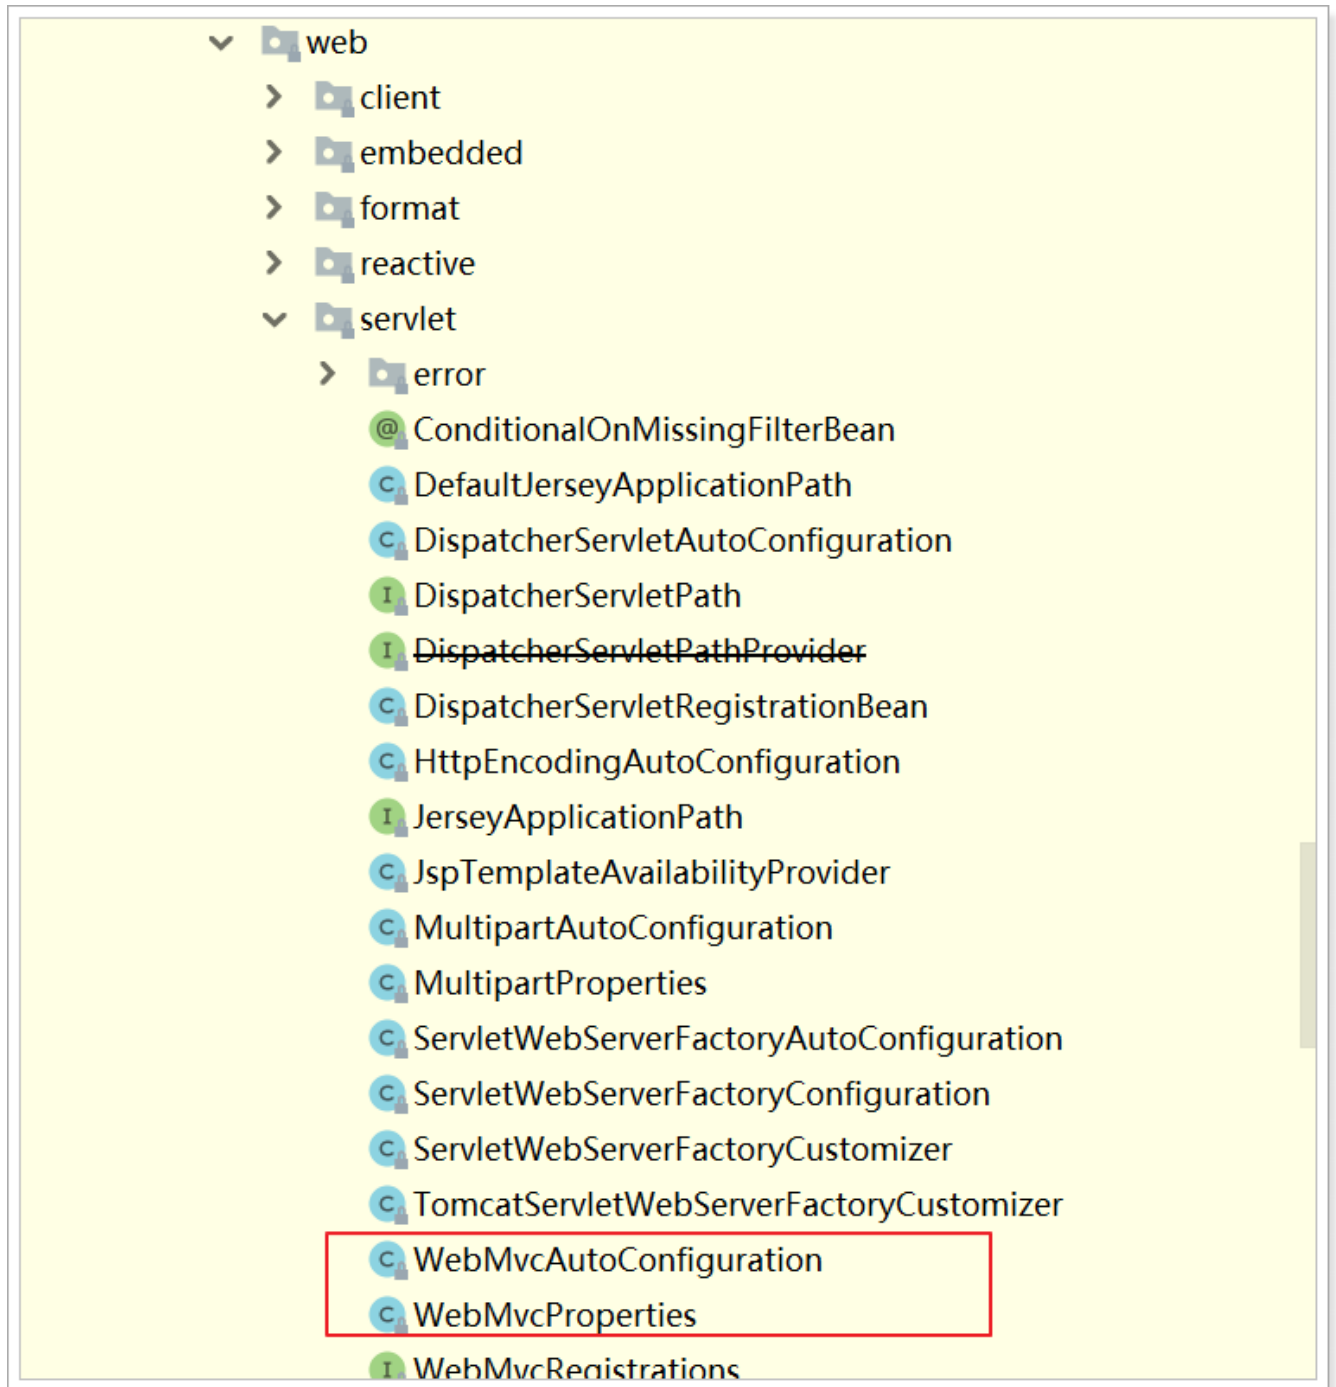 web
client
embedded
format
reactive
servlet
error
ConditionalOnMissingFilterBean
DefaultJerseyApplicationPath
DispatcherServletAutoConfiguration
DispatcherServletPath
DispatcherServletPathProvider
DispatcherServletRegistrationBean
HttpEncodingAutoConfiguration
JerseyApplicationPath
JspTemplateAvailabilityProvider
MultipartAutoConfiguration
MultipartProperties
ServletWebServerFactoryAutoConfiguration
ServletWebServerFactoryConfiguration
ServletWebServerFactoryCustomizer
TomcatServletWebServerFactoryCustomizer
WebMvcAutoConfiguration
WebMvcProperties
WebMvcRegistrations